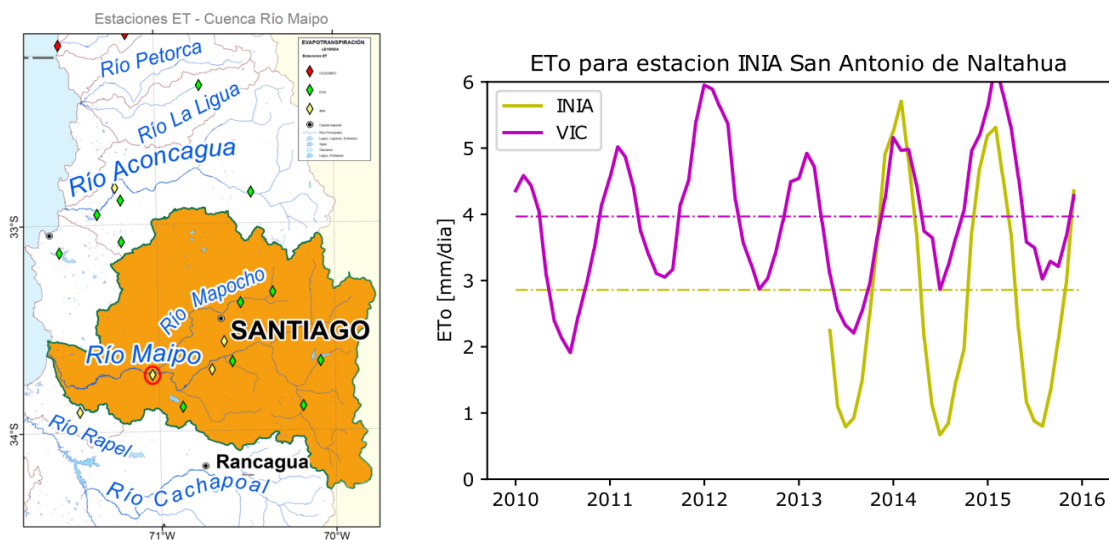 Estaciones ET - Cuenca Río Maipo
EVAPOTRANSPIRACIÓN
LEYENDA
Estaciones ET
Río Petorca
Río La Ligua
Río Aconcagua
33°S
Río Mapocho
SANTIAGO
Río Maipo
34°S
Río Rapel
Rancagua
Río Cachapoal
71°W
70°W
ETo para estacion INIA San Antonio de Naltahua
INIA
VIC
ETo [mm/dia]
6
5
4
3
2
1
0
2010
2011
2012
2013
2014
2015
2016